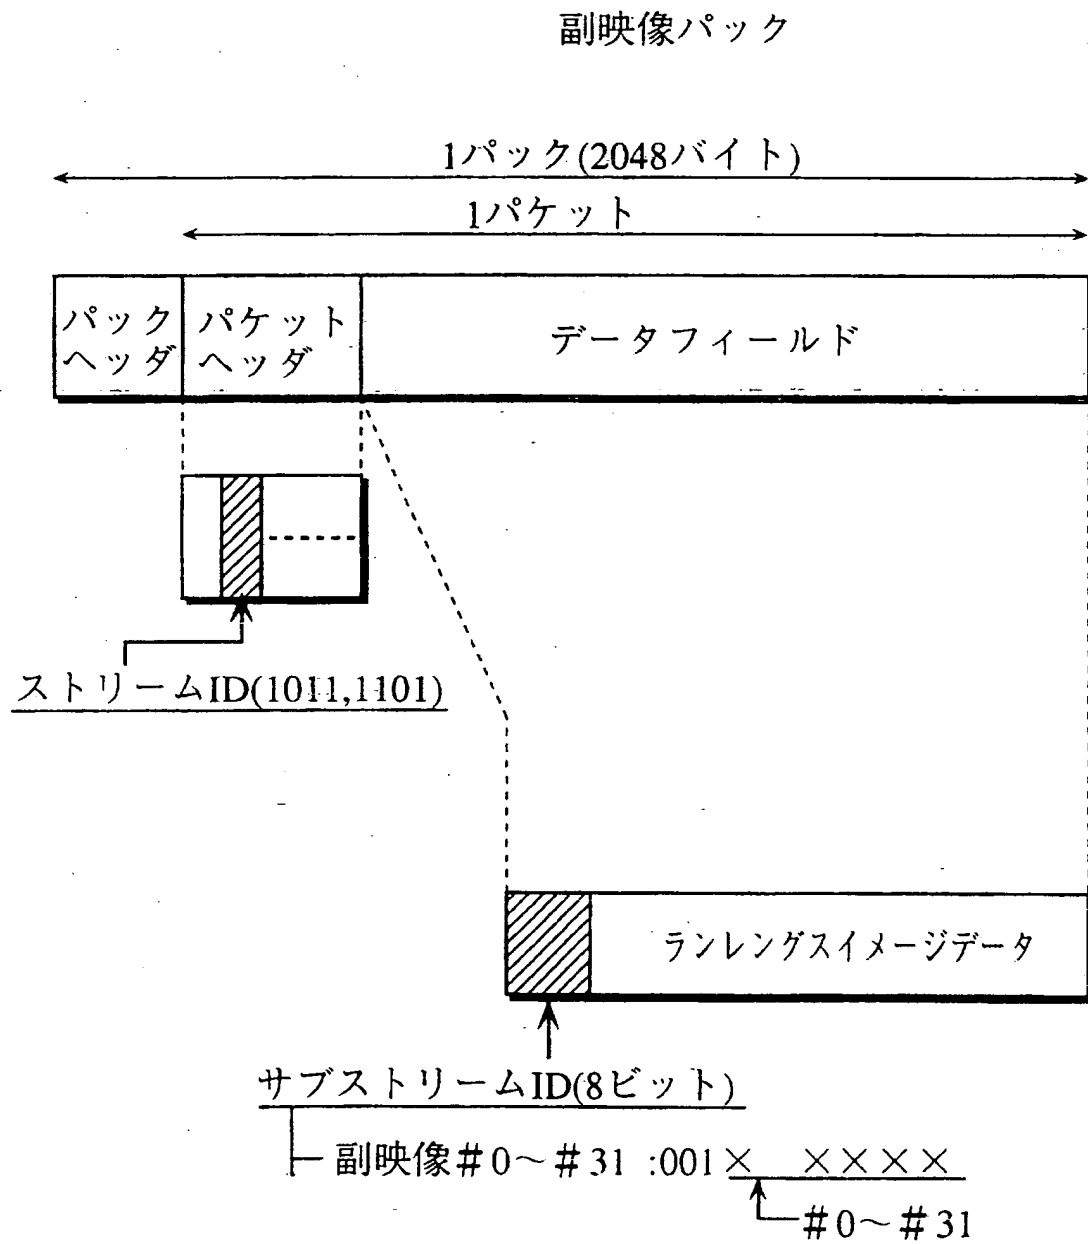 副映像パック
1パック(2048バイト)
1パケット
パック
ヘッダ
パケット
ヘッダ
データフィールド
ストリームID(1011,1101)
ランレングスイメージデータ
サブストリームID(8ビット)
副映像#0~#31 :001× ××××
#0~#31